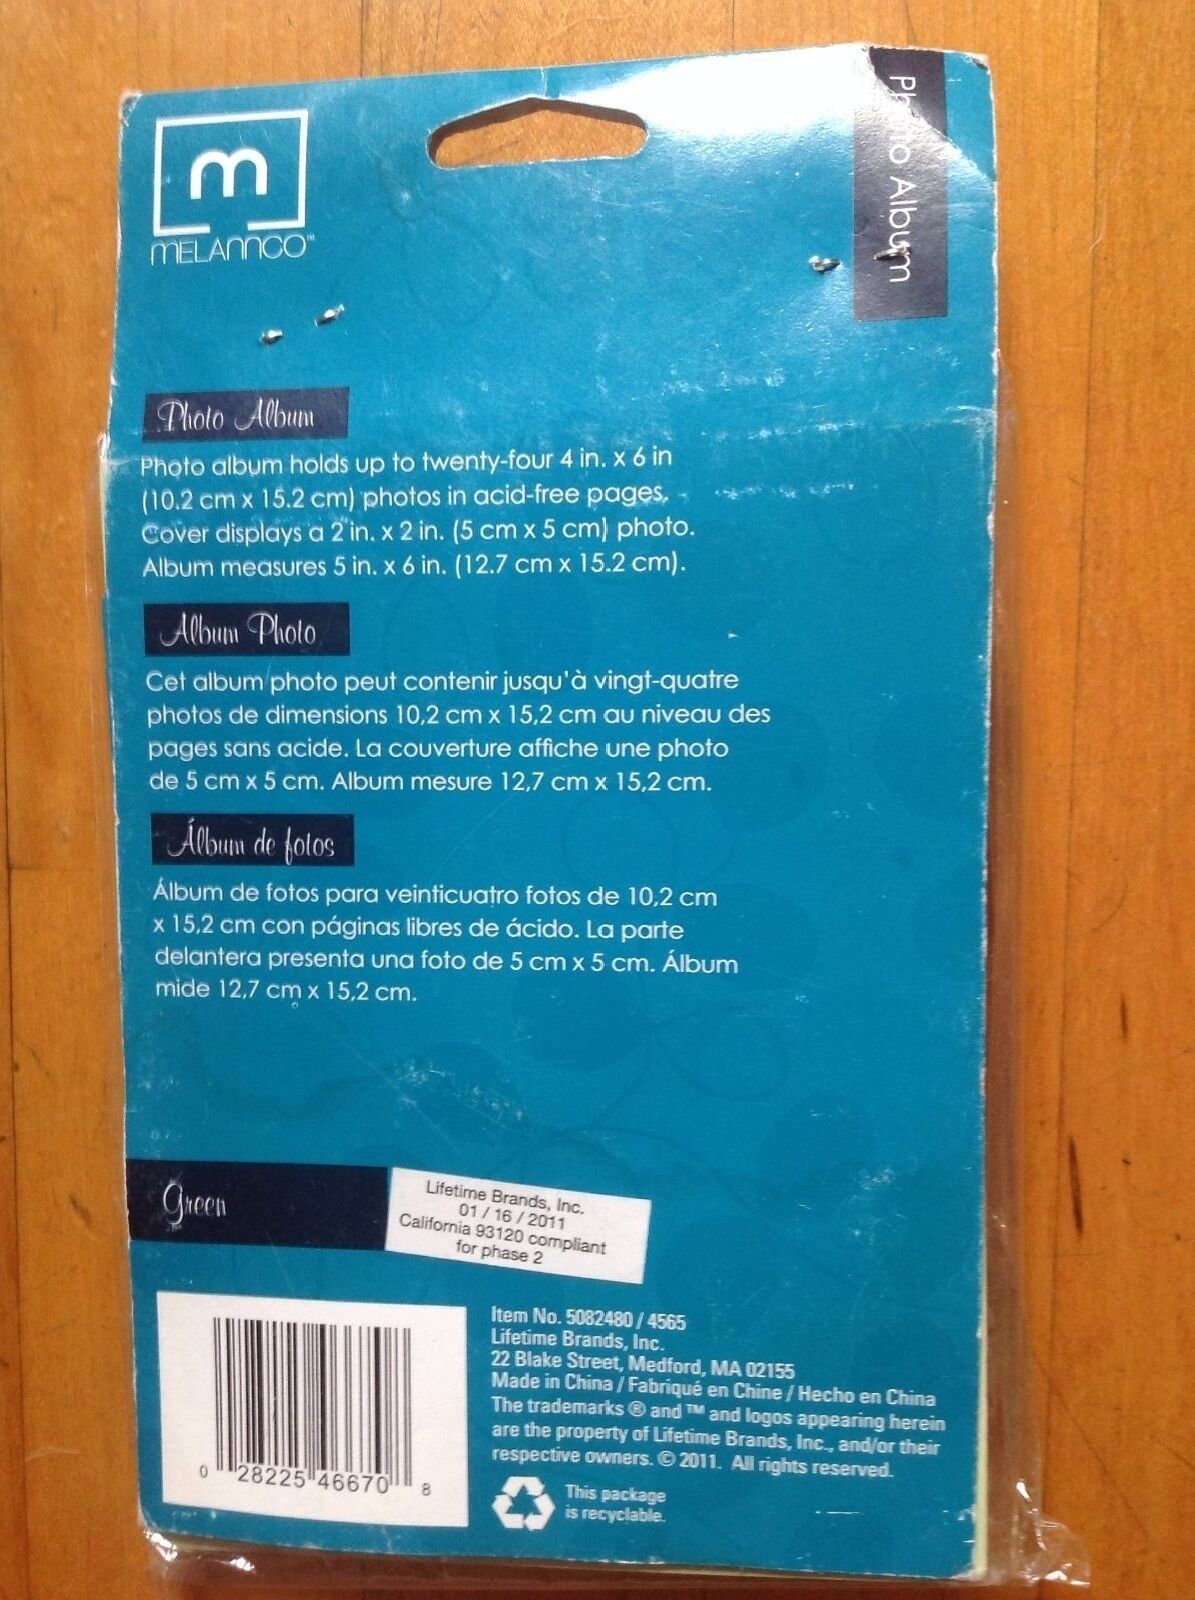 m
MELANNCO™
Photo Album
Photo Album
Photo album holds up to twenty-four 4 in. x 6 in
(10.2 cm x 15.2 cm) photos in acid-free pages.
Cover displays a 2 in. x 2 in. (5 cm x 5 cm) photo.
Album measures 5 in. x 6 in. (12.7 cm x 15.2 cm).
Album Photo
Cet album photo peut contenir jusqu'à vingt-quatre
photos de dimensions 10,2 cm x 15,2 cm au niveau des
pages sans acide. La couverture affiche une photo
de 5 cm x 5 cm. Album mesure 12,7 cm x 15,2 cm.
Álbum de fotos
Álbum de fotos para veinticuatro fotos de 10,2 cm
x 15,2 cm con páginas libres de ácido. La parte
delantera presenta una foto de 5 cm x 5 cm. Álbum
mide 12,7 cm x 15,2 cm.
Green
Lifetime Brands, Inc.
01 / 16 / 2011
California 93120 compliant
for phase 2
Item No. 5082480 / 4565
Lifetime Brands, Inc.
22 Blake Street, Medford, MA 02155
Made in China / Fabriqué en Chine / Hecho en China
The trademarks ® and ™ and logos appearing herein
are the property of Lifetime Brands, Inc., and/or their
respective owners. © 2011. All rights reserved.
This package
is recyclable.
0 28225 46670 8